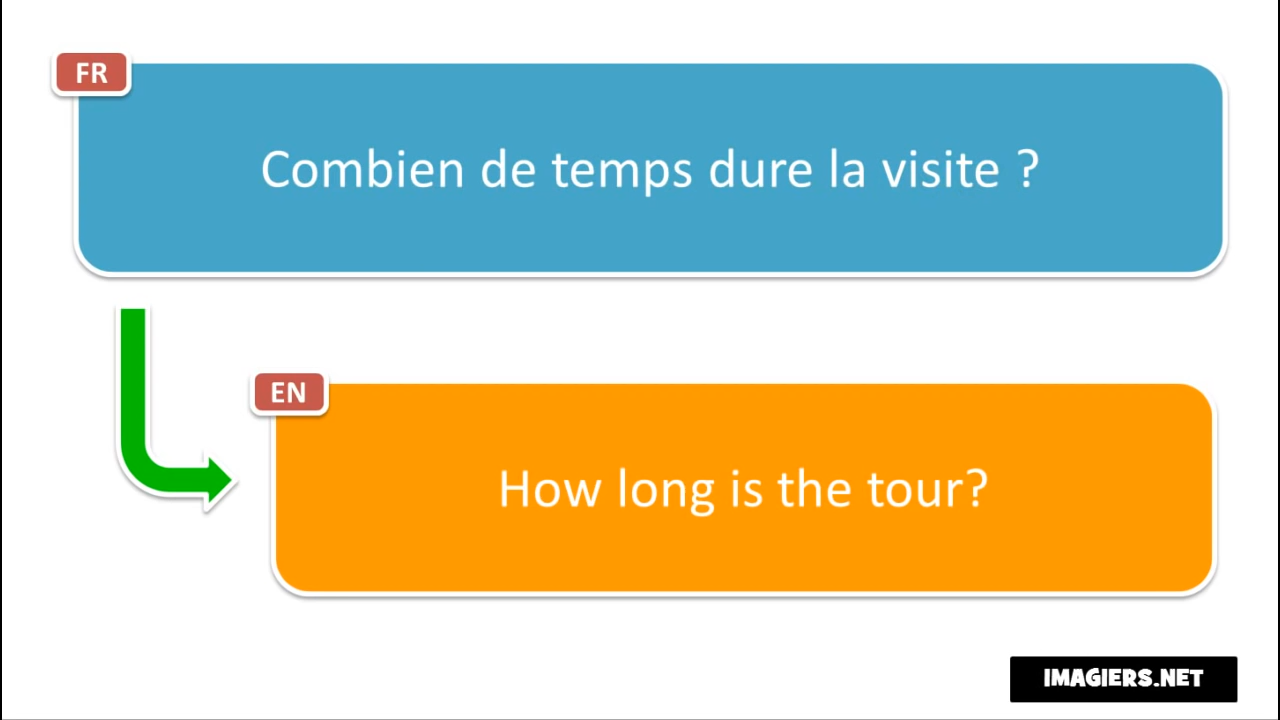 FR
Combien de temps dure la visite ?
EN
How long is the tour?
IMAGIERS.NET